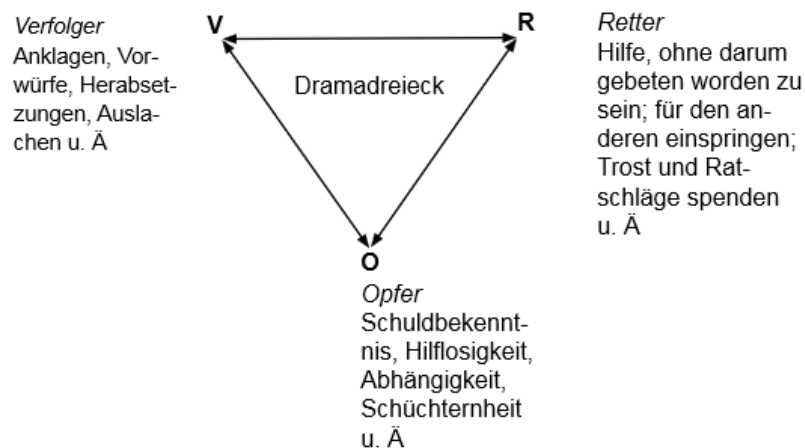 Verfolger
Anklagen, Vor-
würfe, Herabset-
zungen, Ausla-
chen u. Ä
V
R
Dramadreieck
Retter
Hilfe, ohne darum
gebeten worden zu
sein; für den an-
deren einspringen;
Trost und Rat-
schläge spenden
u. Ä
O
Opfer
Schuldbekennt-
nis, Hilflosigkeit,
Abhängigkeit,
Schüchternheit
u. Ä